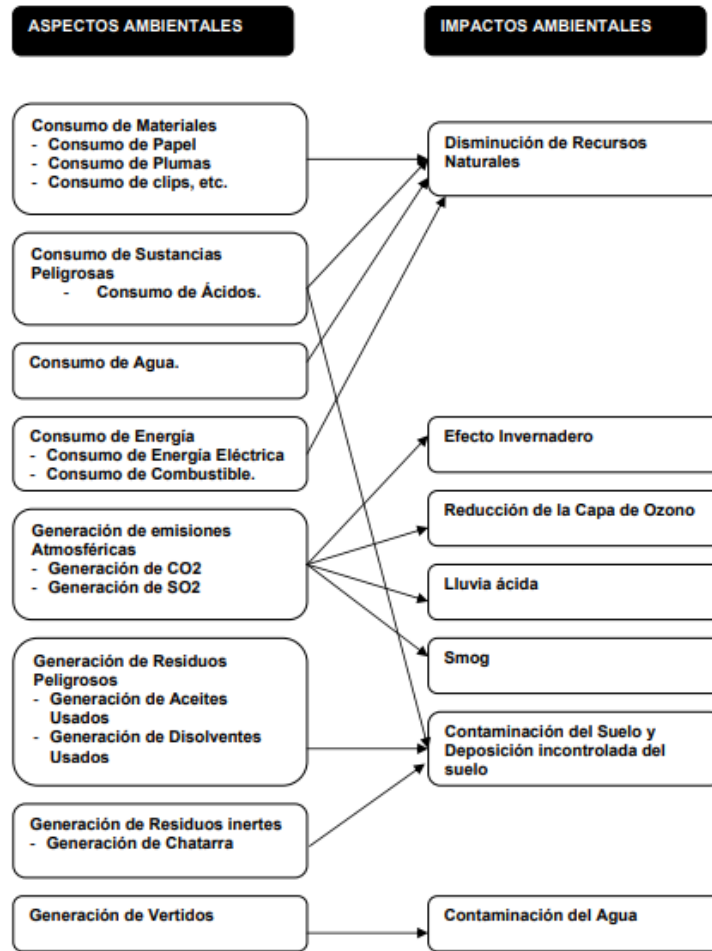 ASPECTOS AMBIENTALES
IMPACTOS AMBIENTALES
Consumo de Materiales
- Consumo de Papel
- Consumo de Plumas
- Consumo de clips, etc.
Disminución de Recursos
Naturales
Consumo de Sustancias
Peligrosas
- Consumo de Ácidos.
Consumo de Agua.
Consumo de Energía
- Consumo de Energía Eléctrica
- Consumo de Combustible.
Efecto Invernadero
Generación de emisiones
Atmosféricas
- Generación de CO2
- Generación de SO2
Reducción de la Capa de Ozono
Lluvia ácida
Smog
Generación de Residuos
Peligrosos
- Generación de Aceites
Usados
- Generación de Disolventes
Usados
Contaminación del Suelo y
Deposición incontrolada del
suelo
Generación de Residuos inertes
- Generación de Chatarra
Generación de Vertidos
Contaminación del Agua